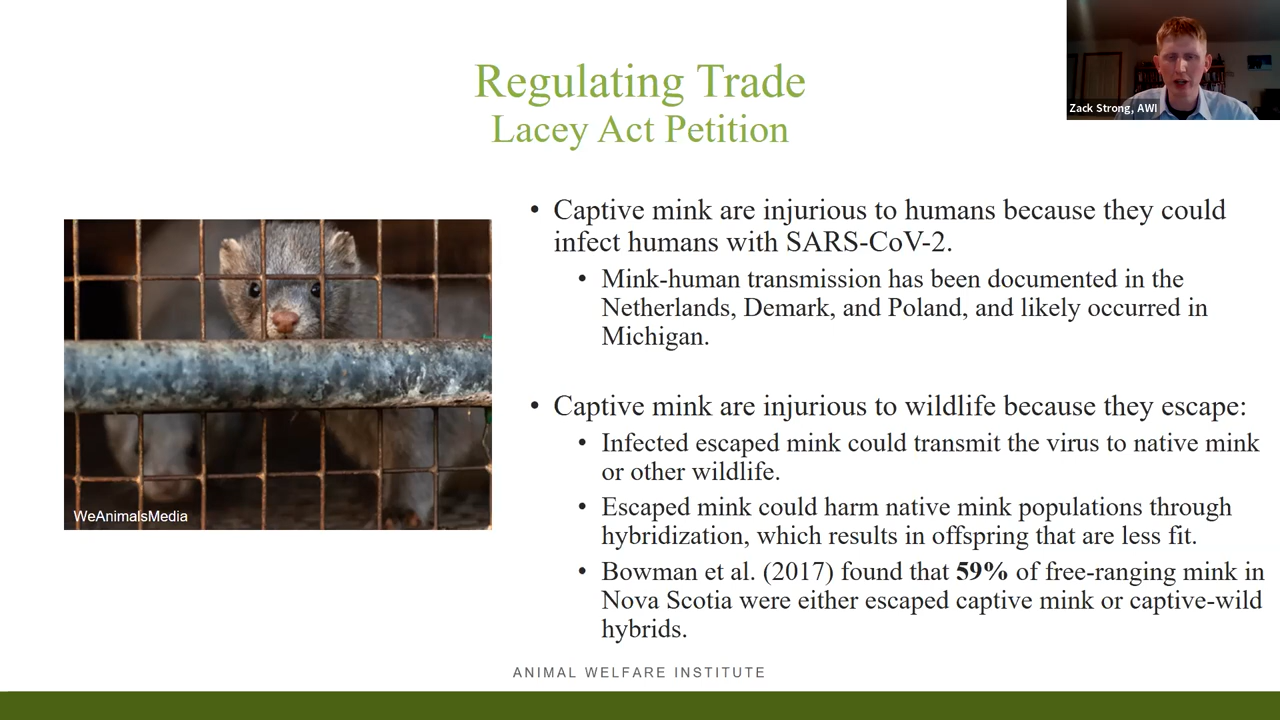 Regulating Trade
Lacey Act Petition
Zack Strong, AWI
• Captive mink are injurious to humans because they could
infect humans with SARS-CoV-2.
• Mink-human transmission has been documented in the
Netherlands, Demark, and Poland, and likely occurred in
Michigan.
• Captive mink are injurious to wildlife because they escape:
• Infected escaped mink could transmit the virus to native mink
or other wildlife.
• Escaped mink could harm native mink populations through
hybridization, which results in offspring that are less fit.
• Bowman et al. (2017) found that 59% of free-ranging mink in
Nova Scotia were either escaped captive mink or captive-wild
hybrids.
WeAnimalsMedia
ANIMAL WELFARE INSTITUTE